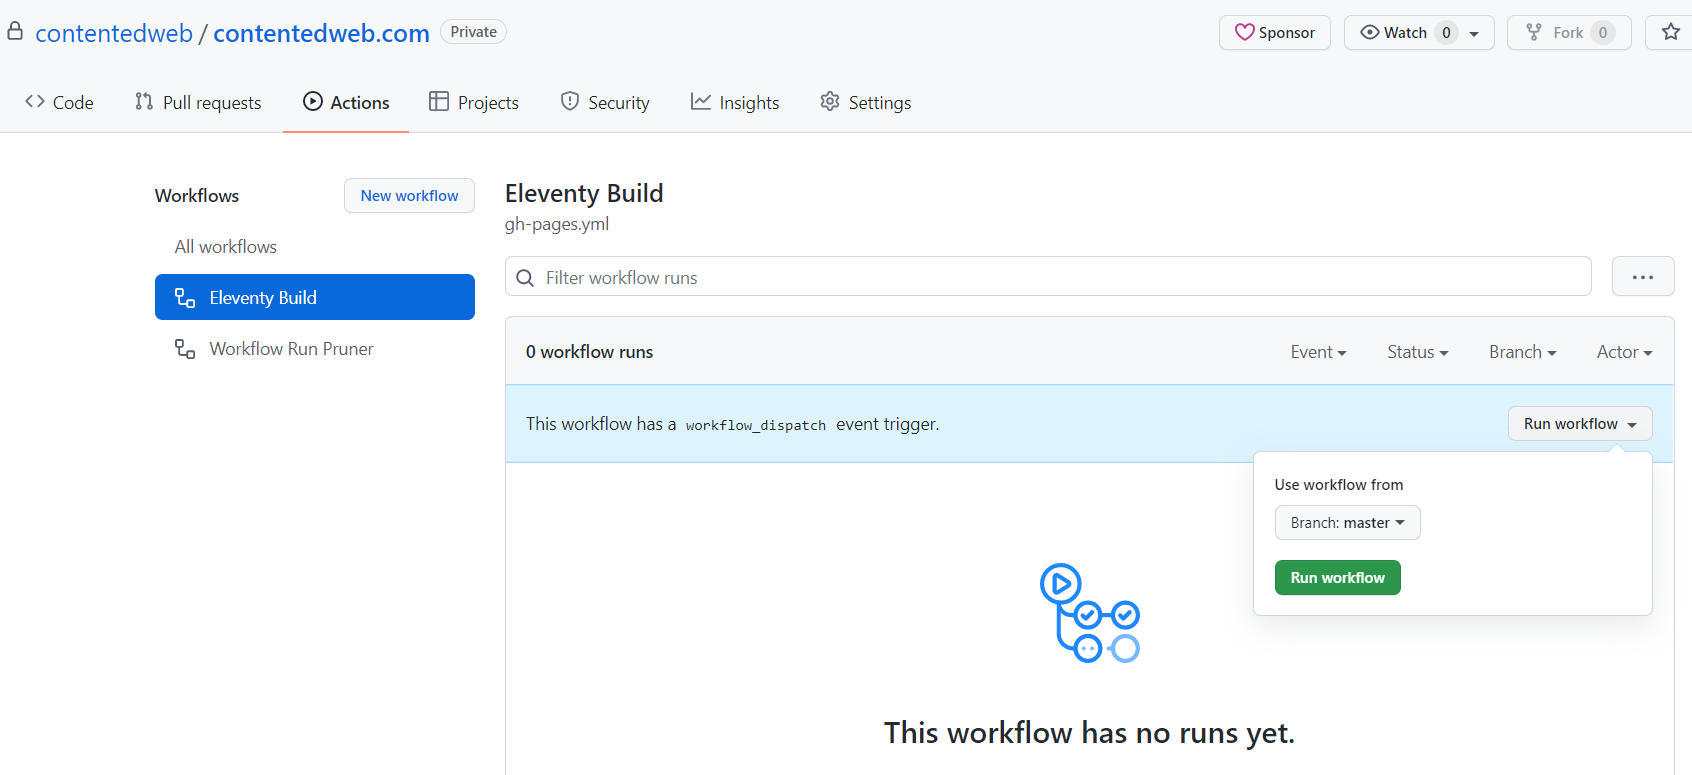 contentedweb / contentedweb.com Private Sponsor Watch 0 Fork 0
Code Pull requests Actions Projects Security Insights Settings
Workflows New workflow
All workflows
Eleventy Build
Workflow Run Pruner
Eleventy Build
gh-pages.yml
Filter workflow runs
0 workflow runs Event Status Branch Actor
This workflow has a workflow_dispatch event trigger. Run workflow
Use workflow from
Branch: master
Run workflow
This workflow has no runs yet.